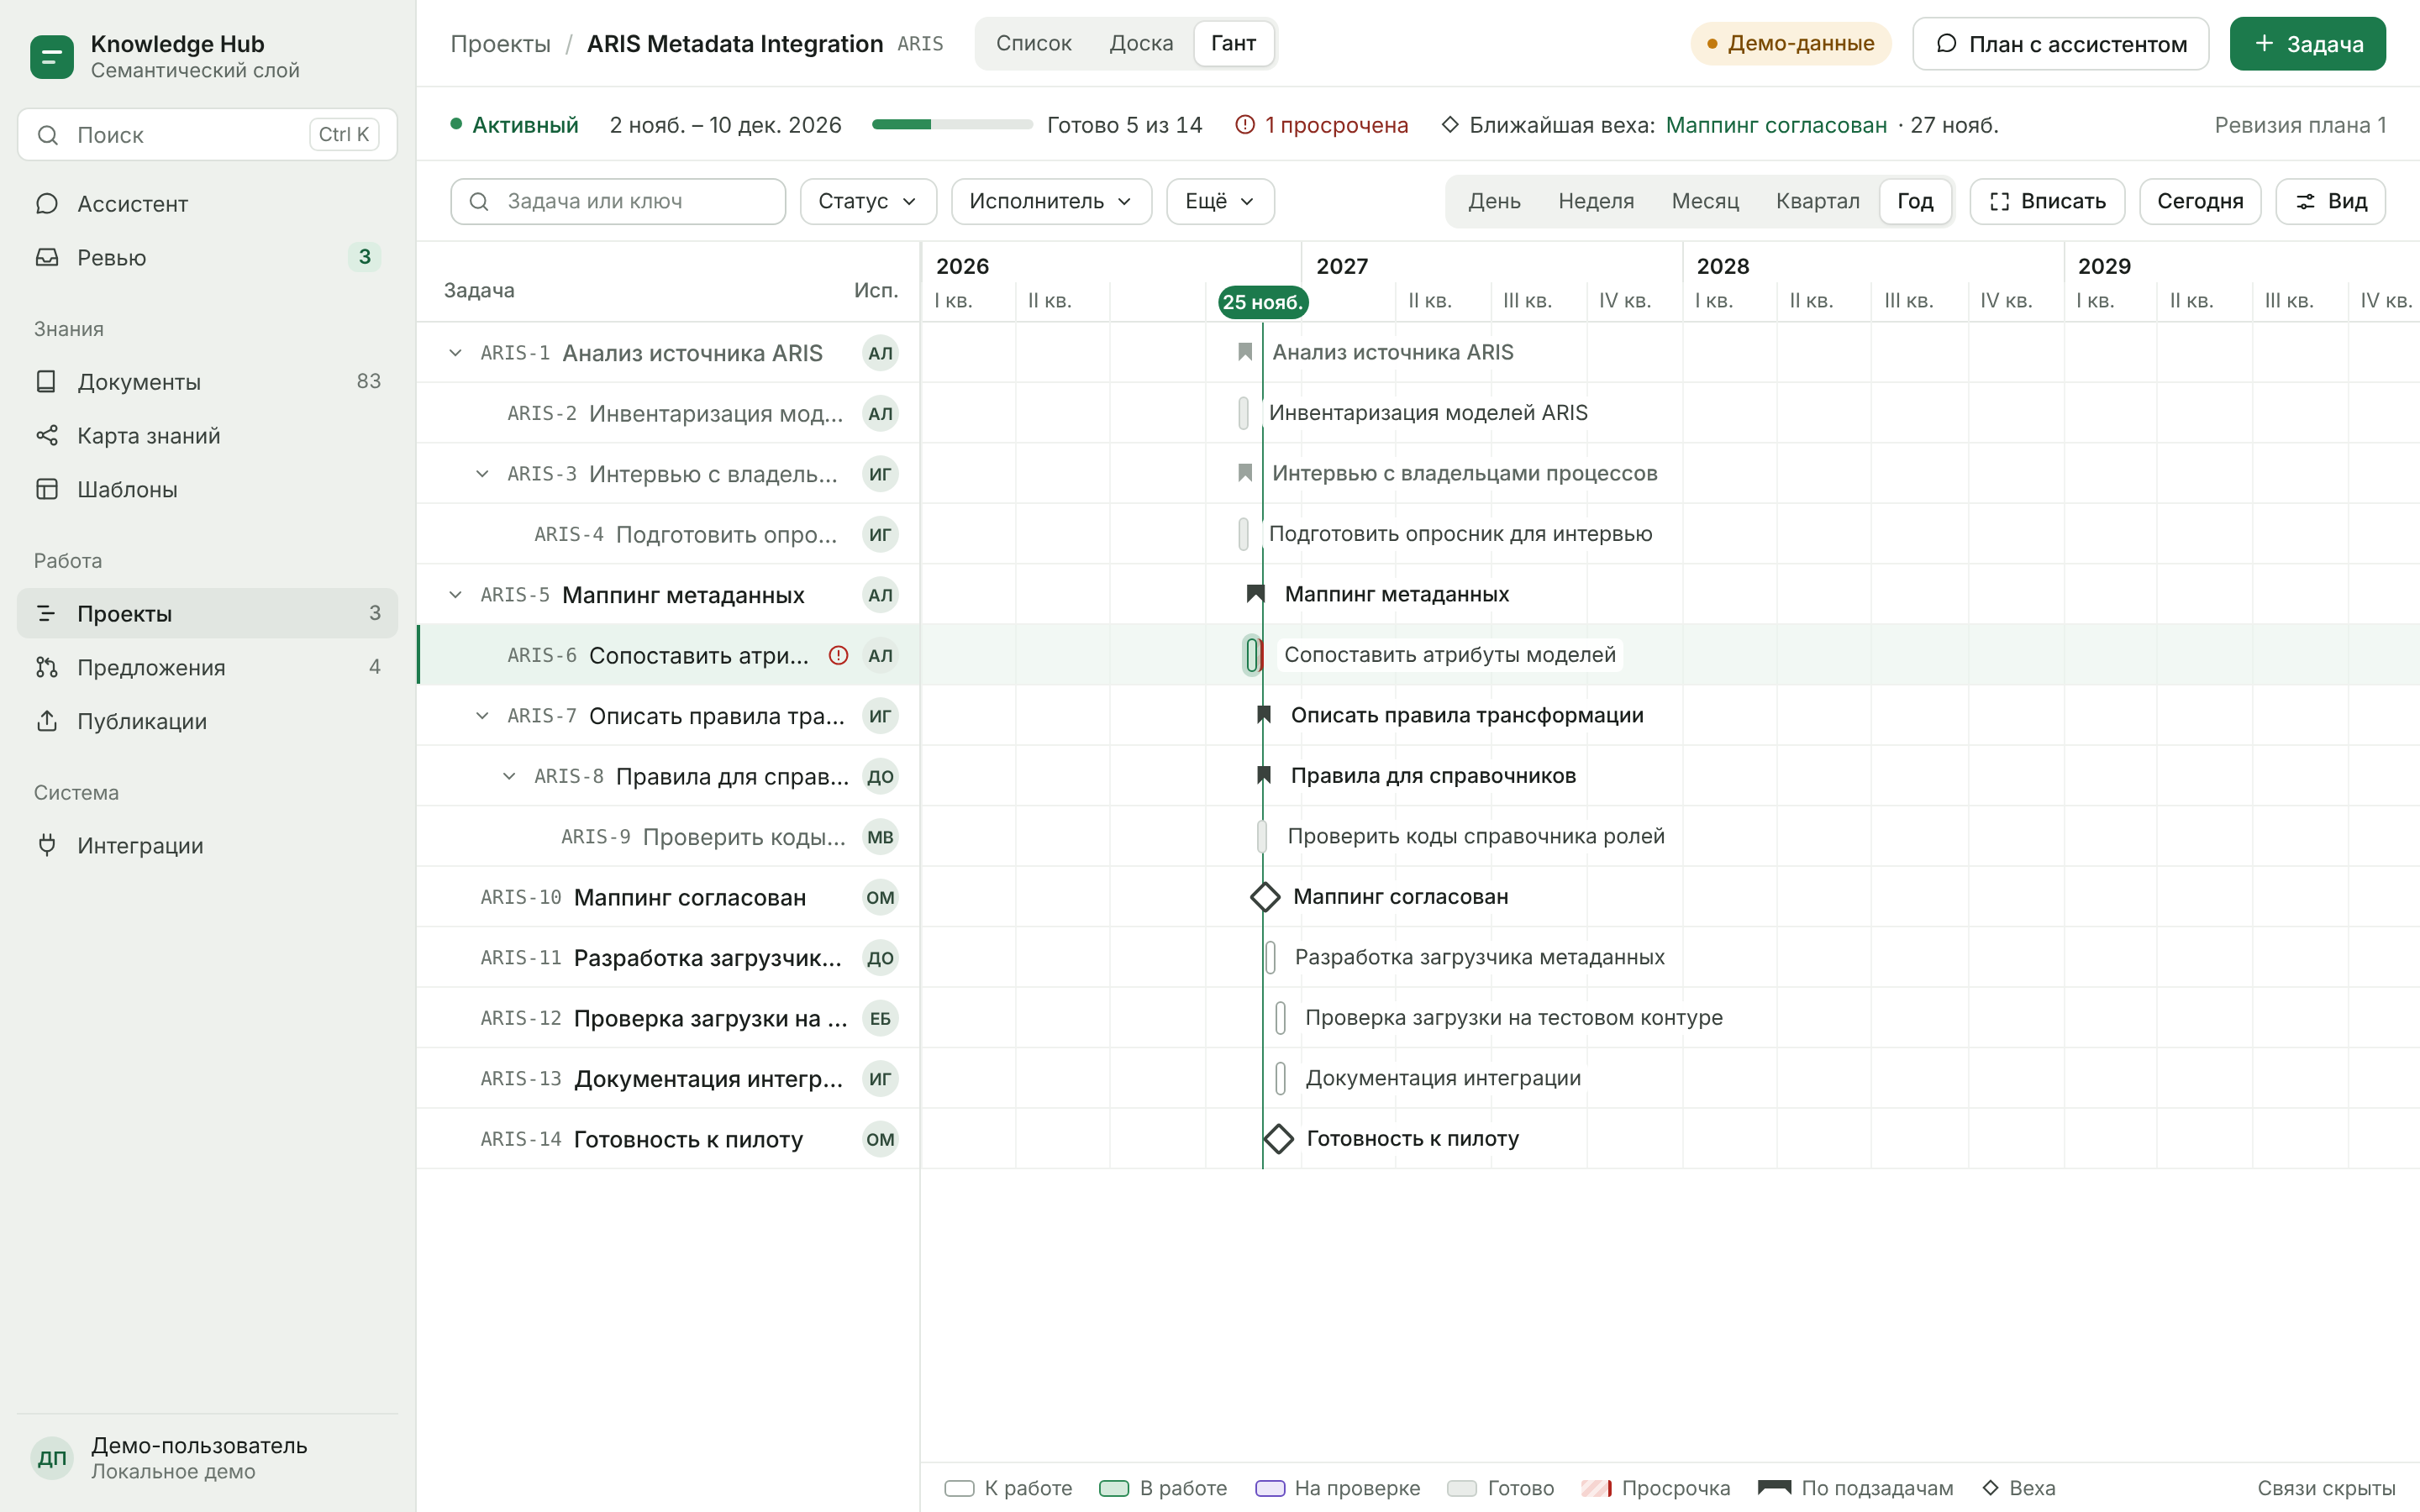 Knowledge Hub
Семантический слой
Поиск Ctrl K
Ассистент
Ревью 3
Знания
Документы 83
Карта знаний
Шаблоны
Работа
Проекты 3
Предложения 4
Публикации
Система
Интеграции
ДП Демо-пользователь
Локальное демо
Проекты / ARIS Metadata Integration ARIS Список Доска Гант Демо-данные План с ассистентом + Задача
Активный 2 нояб. – 10 дек. 2026 Готово 5 из 14 1 просрочена Ближайшая веха: Маппинг согласован · 27 нояб. Ревизия плана 1
Задача или ключ Статус Исполнитель Ещё День Неделя Месяц Квартал Год Вписать Сегодня Вид
Задача Исп.
2026 2027 2028 2029
I кв. II кв. 25 нояб. II кв. III кв. IV кв. I кв. II кв. III кв. IV кв. I кв. II кв. III кв. IV кв.
ARIS-1 Анализ источника ARIS АЛ Анализ источника ARIS
ARIS-2 Инвентаризация мод... АЛ Инвентаризация моделей ARIS
ARIS-3 Интервью с владель... ИГ Интервью с владельцами процессов
ARIS-4 Подготовить опро... ИГ Подготовить опросник для интервью
ARIS-5 Маппинг метаданных АЛ Маппинг метаданных
ARIS-6 Сопоставить атри... АЛ Сопоставить атрибуты моделей
ARIS-7 Описать правила тра... ИГ Описать правила трансформации
ARIS-8 Правила для справ... ДО Правила для справочников
ARIS-9 Проверить коды... МВ Проверить коды справочника ролей
ARIS-10 Маппинг согласован ОМ Маппинг согласован
ARIS-11 Разработка загрузчик... ДО Разработка загрузчика метаданных
ARIS-12 Проверка загрузки на ... ЕБ Проверка загрузки на тестовом контуре
ARIS-13 Документация интегр... ИГ Документация интеграции
ARIS-14 Готовность к пилоту ОМ Готовность к пилоту
К работе В работе На проверке Готово Просрочка По подзадачам Веха Связи скрыты